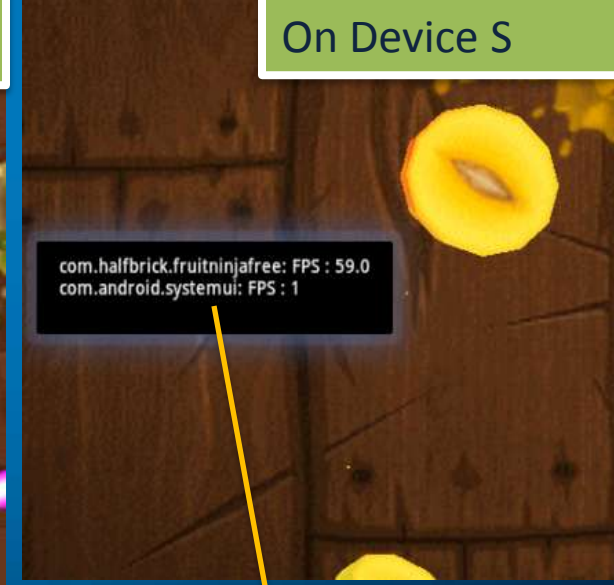 On Device S
com.halfbrick.fruitninjafree: FPS : 59.0
com.android.systemui: FPS : 1